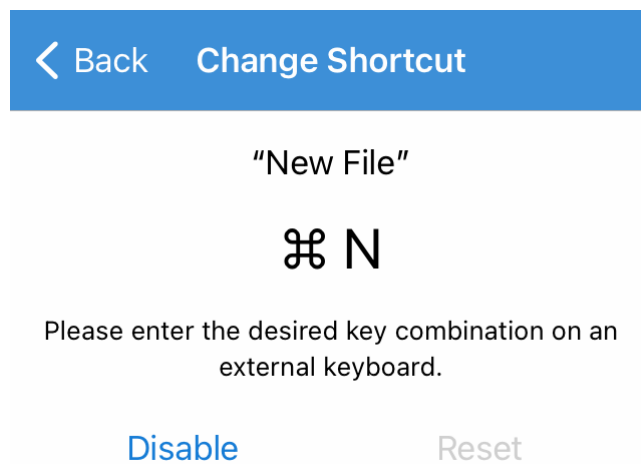 Back Change Shortcut
“New File”
⌘ N
Please enter the desired key combination on an
external keyboard.
Disable Reset